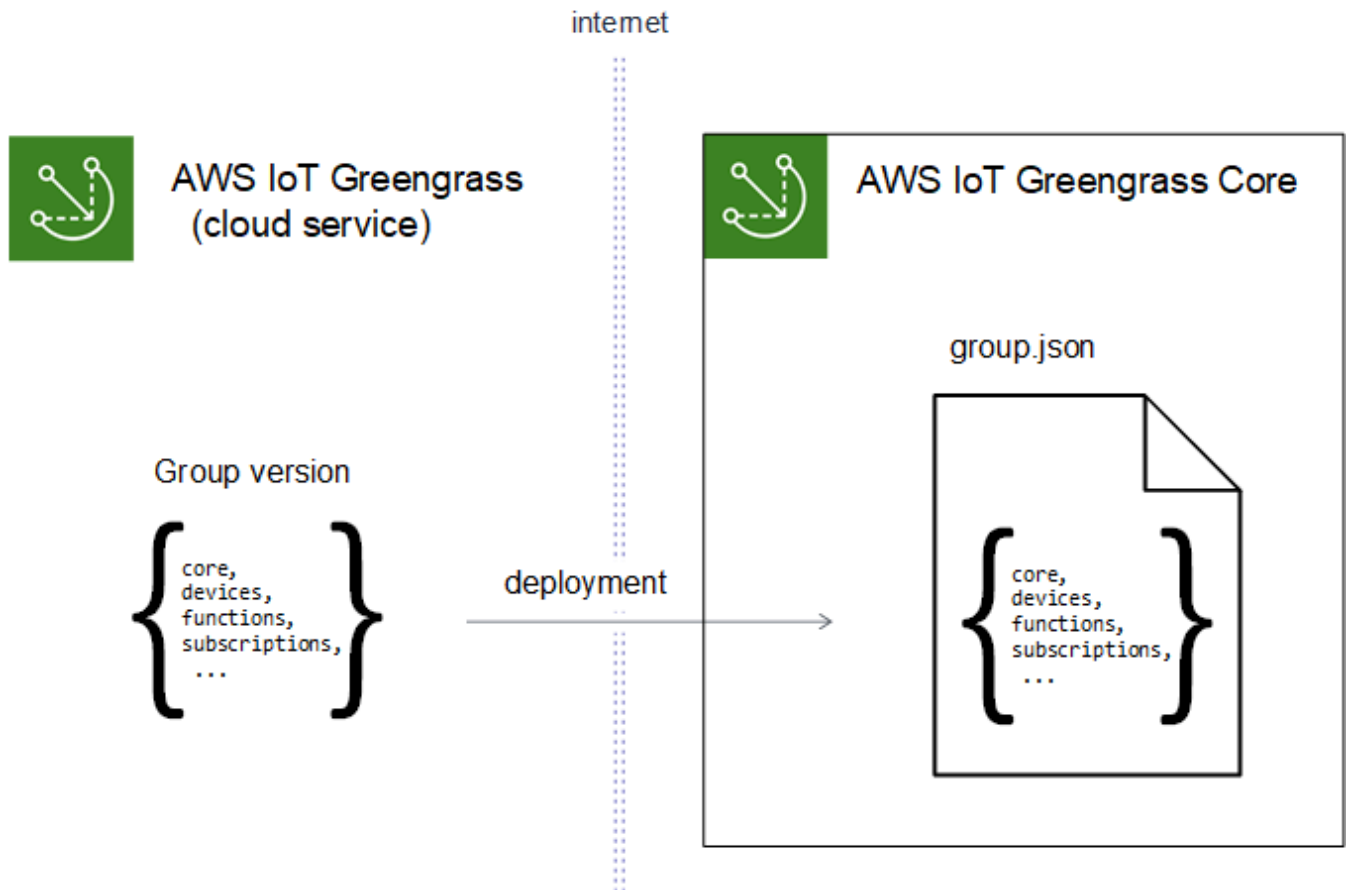 internet
AWS IoT Greengrass
(cloud service)
AWS IoT Greengrass Core
group.json
Group version
{ core,
devices,
functions,
subscriptions,
... }
deployment
{ core,
devices,
functions,
subscriptions,
... }